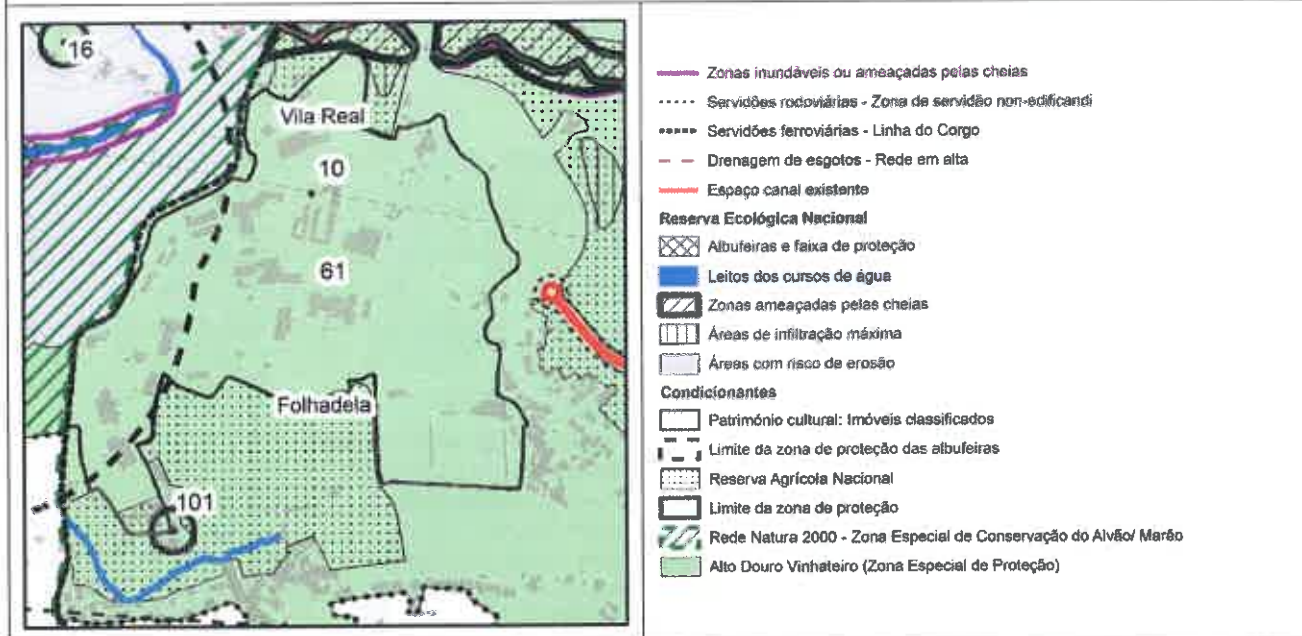 16
Vila Real
10
61
Folhadela
101
Zonas inundáveis ou ameaçadas pelas cheias
Servidões rodoviárias - Zona de servidão non-edificandi
Servidões ferroviárias - Linha do Corgo
Drenagem de esgotos - Rede em alta
Espaço canal existente
Reserva Ecológica Nacional
Albufeiras e faixa de proteção
Leitos dos cursos de água
Zonas ameaçadas pelas cheias
Áreas de infiltração máxima
Áreas com risco de erosão
Condicionantes
Património cultural: Imóveis classificados
Limite da zona de proteção das albufeiras
Reserva Agrícola Nacional
Limite da zona de proteção
Rede Natura 2000 - Zona Especial de Conservação do Alvão/ Marão
Alto Douro Vinhateiro (Zona Especial de Proteção)